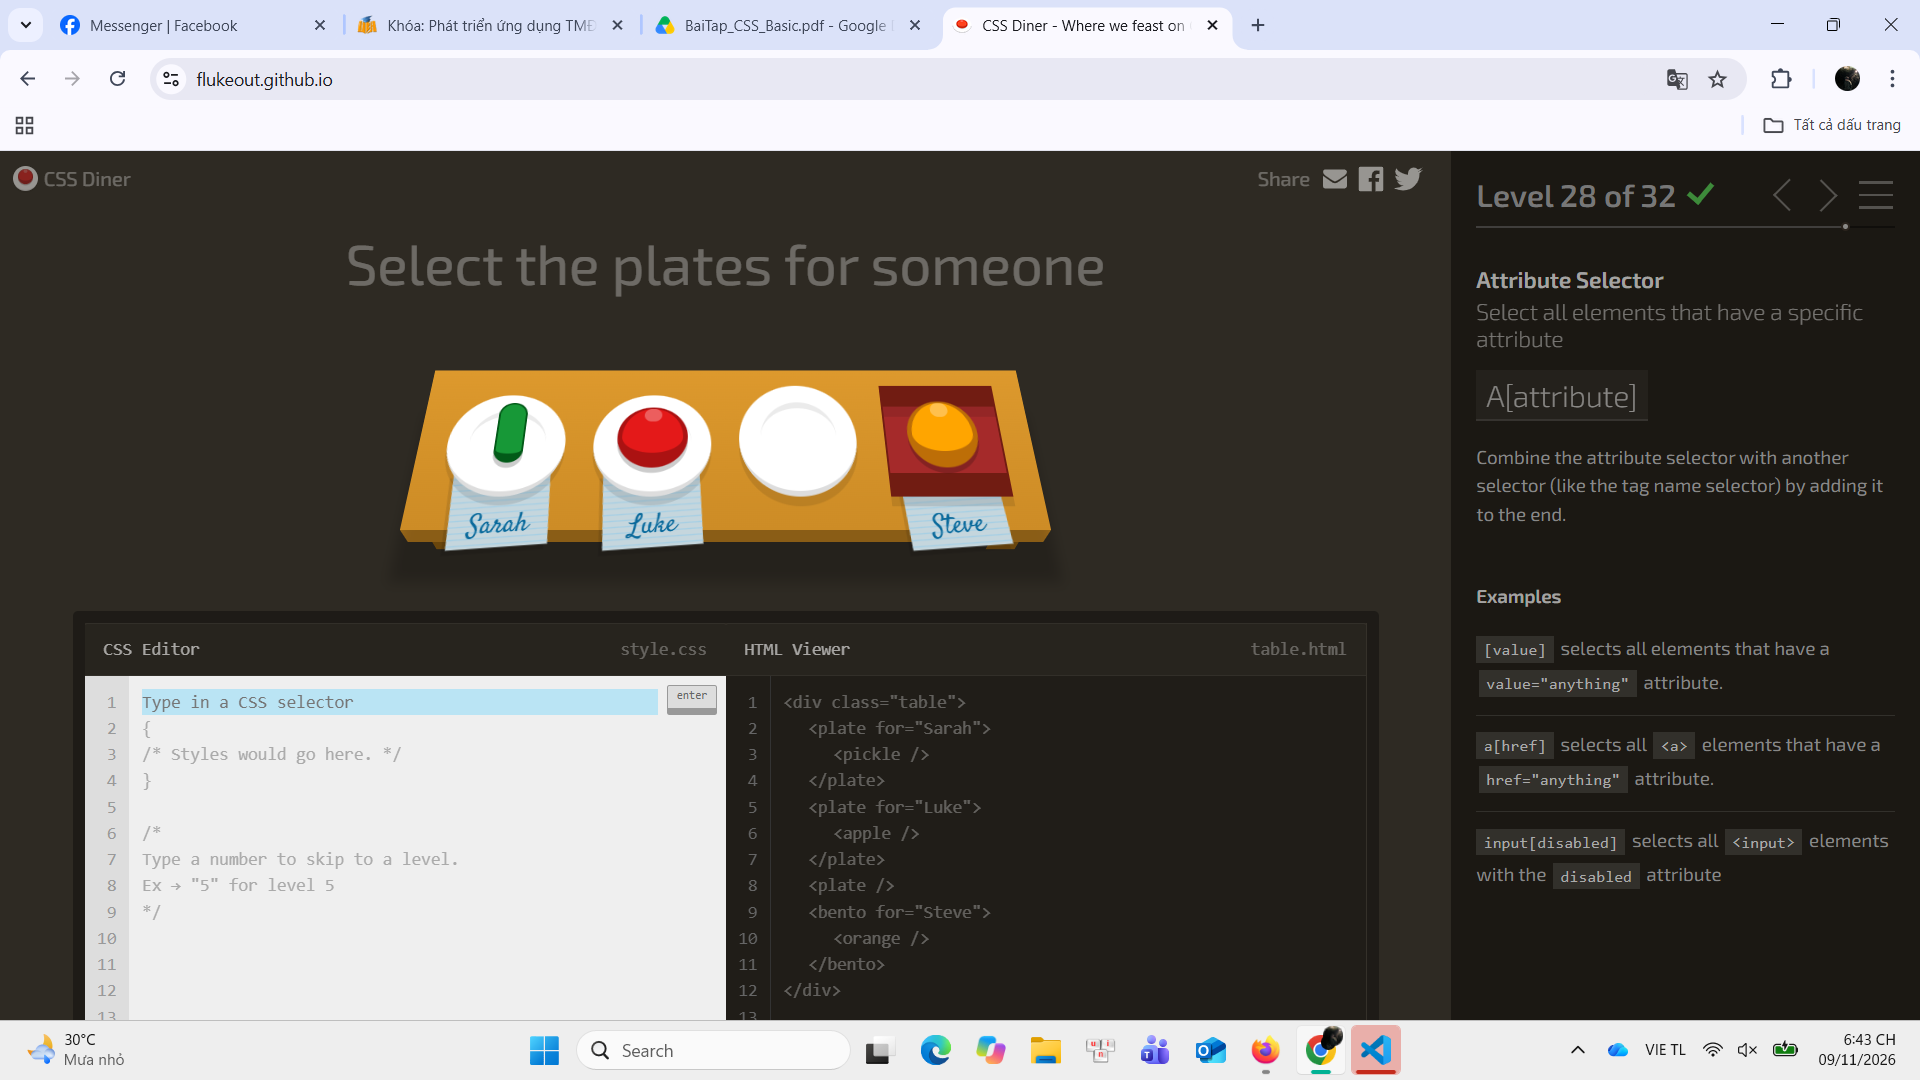 Messenger | Facebook
Khóa: Phát triển ứng dụng TMĐ
BaiTap_CSS_Basic.pdf - Google
CSS Diner - Where we feast on
flukeout.github.io
Tất cả dấu trang
CSS Diner
Share
Select the plates for someone
Sarah
Luke
Steve
CSS Editor
style.css
HTML Viewer
table.html
1 Type in a CSS selector
enter
2 {
3 /* Styles would go here. */
4 }
5
6 /*
7 Type a number to skip to a level.
8 Ex → "5" for level 5
9 */
10
11
12
13
1 <div class="table">
2 <plate for="Sarah">
3 <pickle />
4 </plate>
5 <plate for="Luke">
6 <apple />
7 </plate>
8 <plate />
9 <bento for="Steve">
10 <orange />
11 </bento>
12 </div>
13
Level 28 of 32
Attribute Selector
Select all elements that have a specific
attribute
A[attribute]
Combine the attribute selector with another
selector (like the tag name selector) by adding it
to the end.
Examples
[value] selects all elements that have a
value="anything" attribute.
a[href] selects all <a> elements that have a
href="anything" attribute.
input[disabled] selects all <input> elements
with the disabled attribute
30°C
Mưa nhỏ
Search
VIE TL
6:43 CH
09/11/2026